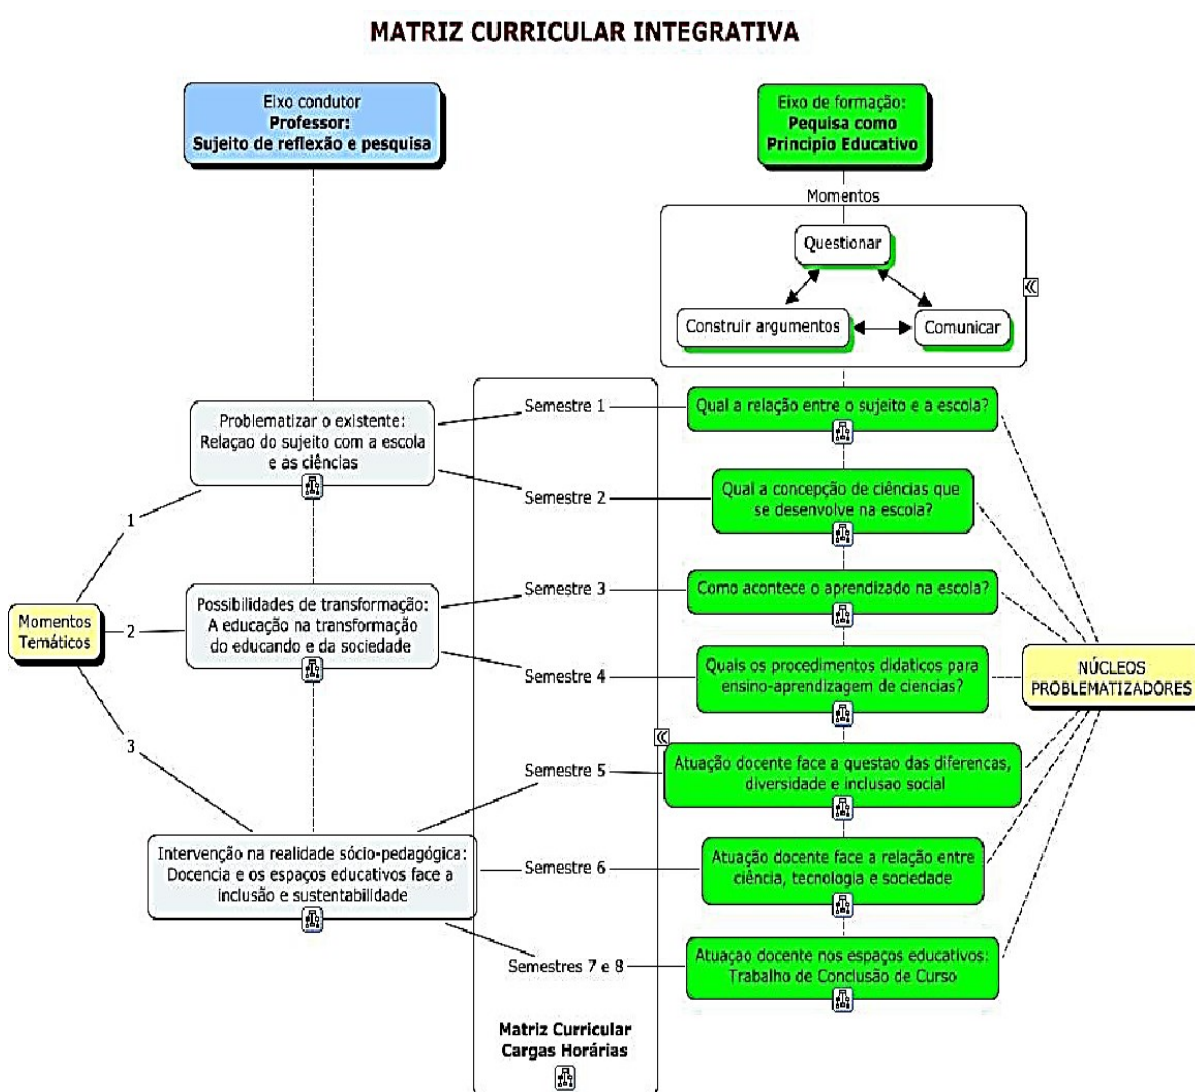 MATRIZ CURRICULAR INTEGRATIVA
Eixo condutor
Professor:
Sujeito de reflexão e pesquisa
Eixo de formação:
Pequisa como
Principio Educativo
Momentos
Questionar
Construir argumentos
Comunicar
Problematizar o existente:
Relaçao do sujeito com a escola
e as ciências
Semestre 1
Qual a relação entre o sujeito e a escola?
Semestre 2
Qual a concepção de ciências que
se desenvolve na escola?
1
Momentos
Temáticos
2
Possibilidades de transformação:
A educação na transformação
do educando e da sociedade
Semestre 3
Como acontece o aprendizado na escola?
Semestre 4
Quais os procedimentos didaticos para
ensino-aprendizagem de ciencias?
NÚCLEOS
PROBLEMATIZADORES
3
Semestre 5
Atuação docente face a questao das diferencas,
diversidade e inclusao social
Intervenção na realidade sócio-pedagógica:
Docencia e os espaços educativos face a
inclusão e sustentabilidade
Semestre 6
Atuação docente face a relação entre
ciência, tecnologia e sociedade
Semestres 7 e 8
Atuaçao docente nos espaços educativos:
Trabalho de Conclusão de Curso
Matriz Curricular
Cargas Horárias